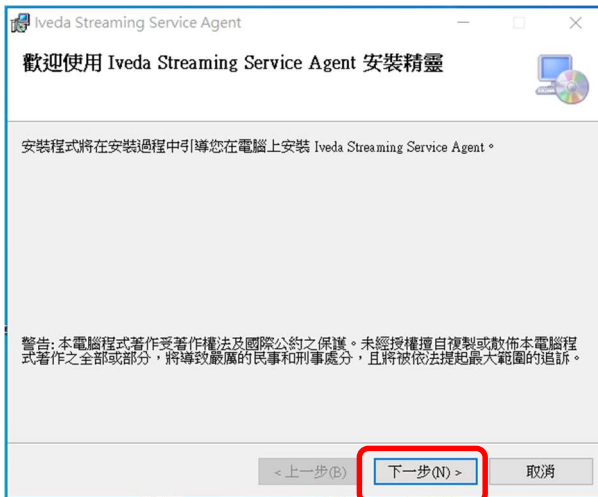 Iveda Streaming Service Agent
歡迎使用 Iveda Streaming Service Agent 安裝精靈
安裝程式將在安裝過程中引導您在電腦上安裝 Iveda Streaming Service Agent。
警告: 本電腦程式著作受著作權法及國際公約之保護。未經授權擅自複製或散佈本電腦程
式著作之全部或部分，將導致嚴厲的民事和刑事處分，且將被依法提起最大範圍的追訴。
<上一步(B)
下一步(N) >
取消